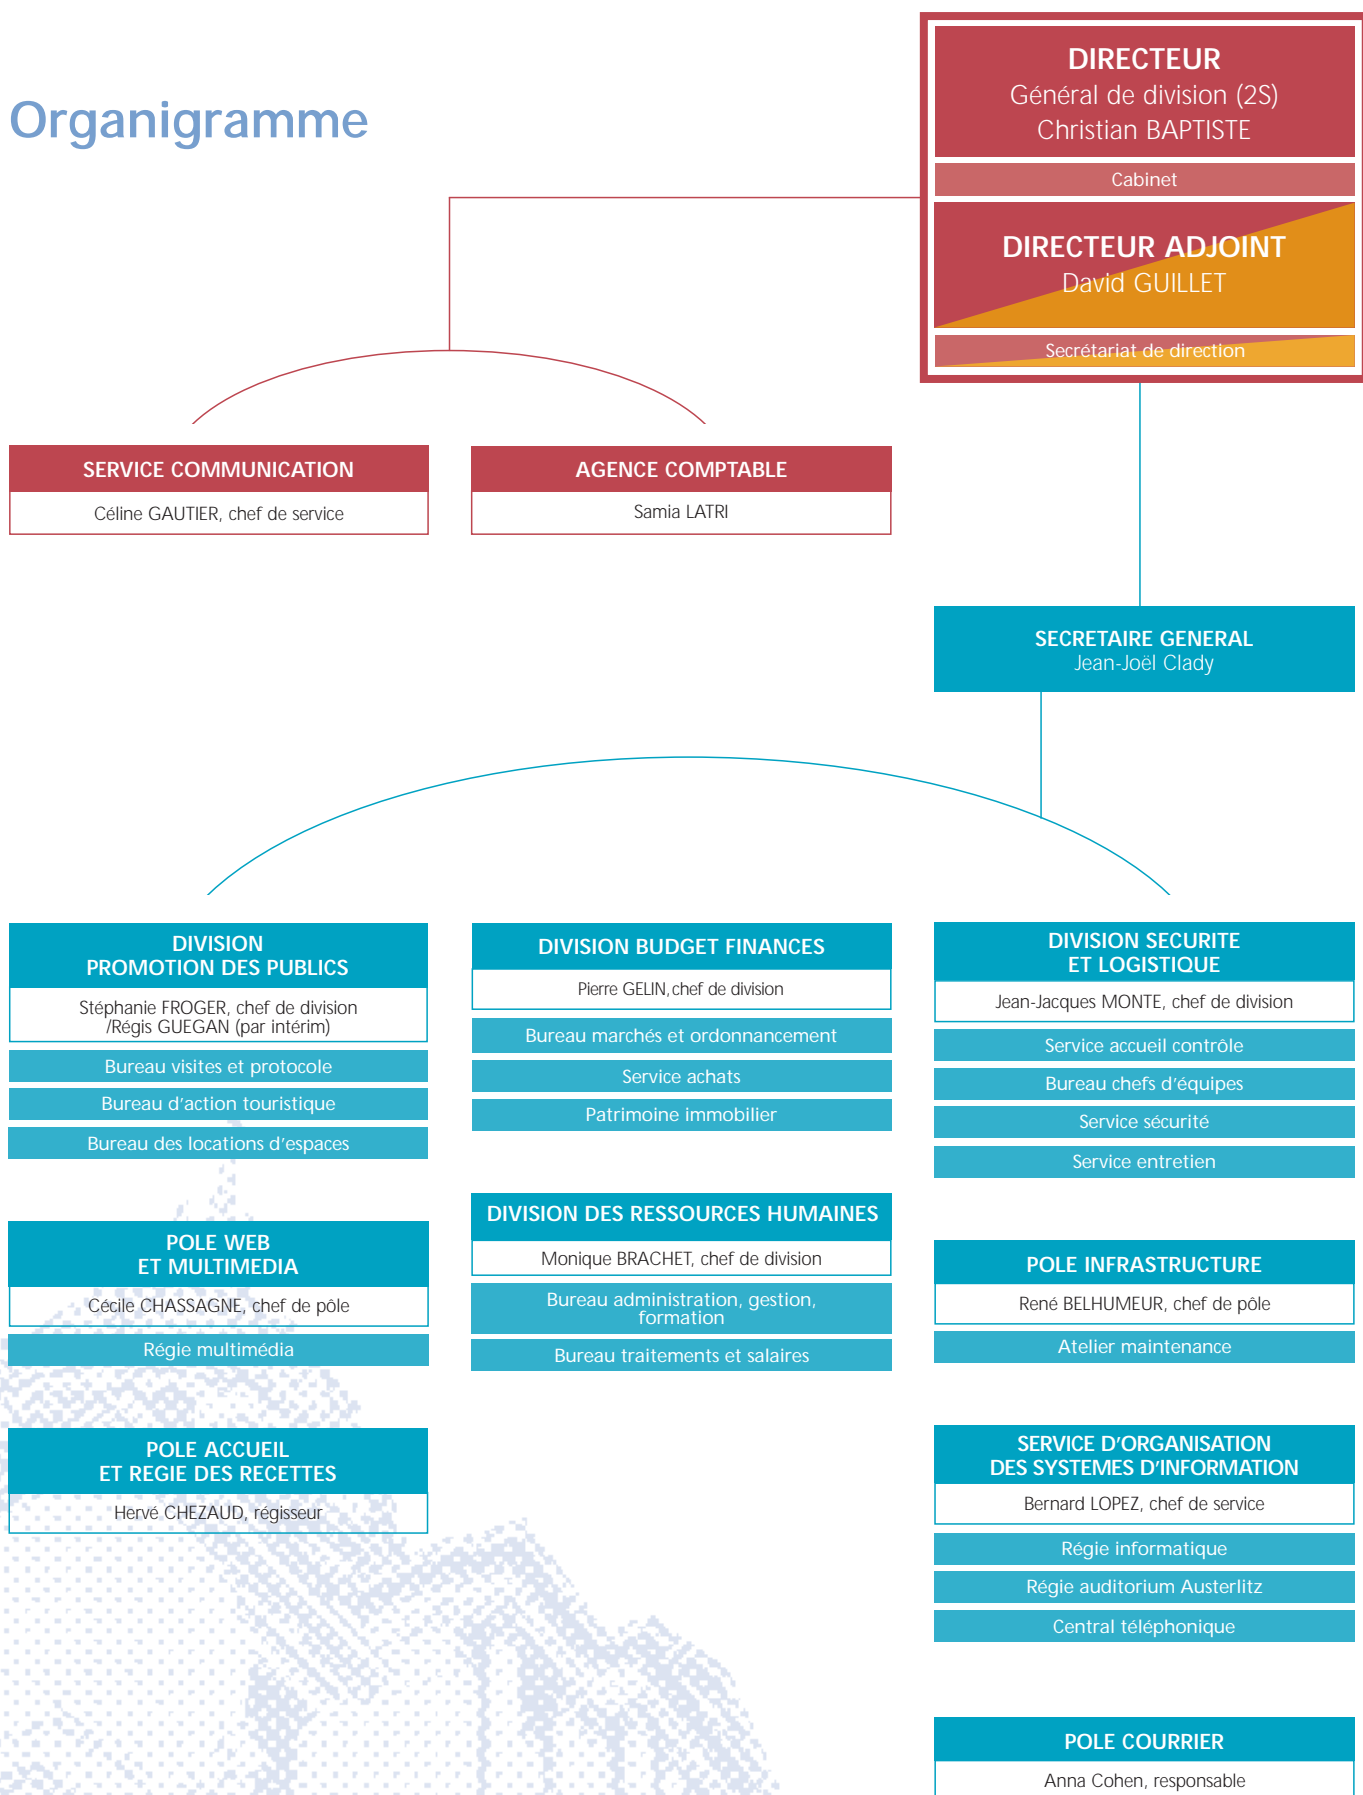 Organigramme
DIRECTEUR
Général de division (2S)
Christian BAPTISTE
Cabinet
DIRECTEUR ADJOINT
David GUILLET
Secrétariat de direction
SERVICE COMMUNICATION
Céline GAUTIER, chef de service
AGENCE COMPTABLE
Samia LATRI
SECRETAIRE GENERAL
Jean-Joël Clady
DIVISION
PROMOTION DES PUBLICS
Stéphanie FROGER, chef de division
/Régis GUEGAN (par intérim)
Bureau visites et protocole
Bureau d'action touristique
Bureau des locations d'espaces
POLE WEB
ET MULTIMEDIA
Cécile CHASSAGNE, chef de pôle
Régie multimédia
POLE ACCUEIL
ET REGIE DES RECETTES
Hervé CHEZAUD, régisseur
DIVISION BUDGET FINANCES
Pierre GELIN, chef de division
Bureau marchés et ordonnancement
Service achats
Patrimoine immobilier
DIVISION DES RESSOURCES HUMAINES
Monique BRACHET, chef de division
Bureau administration, gestion,
formation
Bureau traitements et salaires
DIVISION SECURITE
ET LOGISTIQUE
Jean-Jacques MONTE, chef de division
Service accueil contrôle
Bureau chefs d'équipes
Service sécurité
Service entretien
POLE INFRASTRUCTURE
René BELHUMEUR, chef de pôle
Atelier maintenance
SERVICE D'ORGANISATION
DES SYSTEMES D'INFORMATION
Bernard LOPEZ, chef de service
Régie informatique
Régie auditorium Austerlitz
Central téléphonique
POLE COURRIER
Anna Cohen, responsable